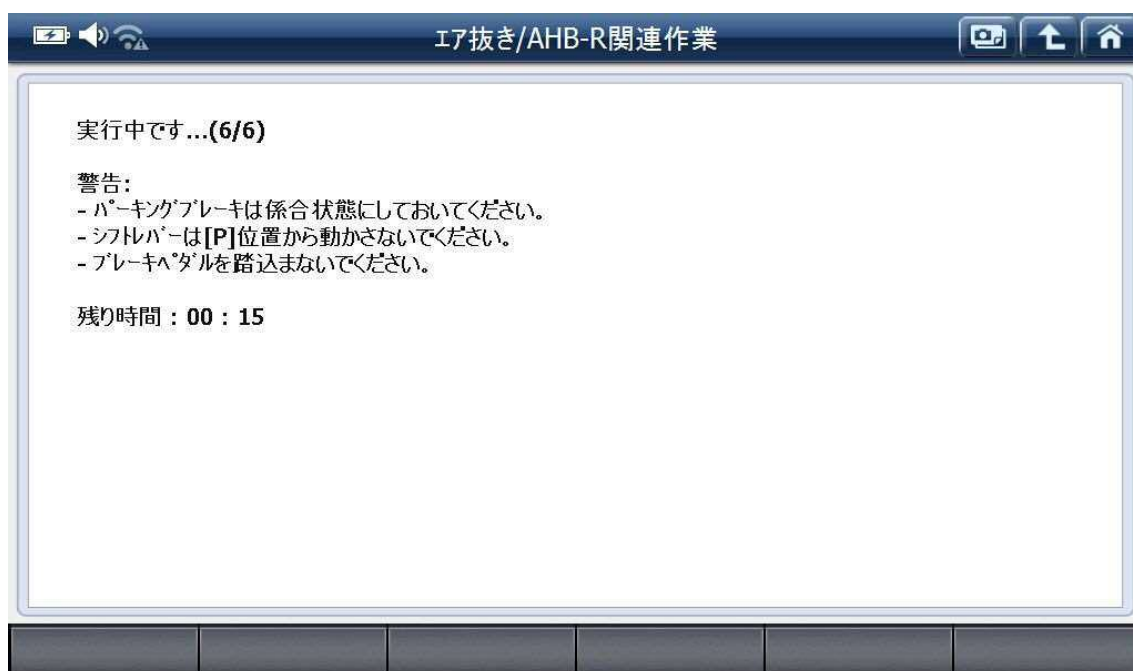 ｴｱ抜き/AHB-R関連作業
実行中です...(6/6)
警告:
- ﾊﾟｰｷﾝｸﾞﾌﾞﾚｰｷは係合状態にしておいてください。
- ｼﾌﾄﾚﾊﾞｰは[P]位置から動かさないでください。
- ﾌﾞﾚｰｷﾍﾟﾀﾞﾙを踏込まないでください。
残り時間 : 00 : 15